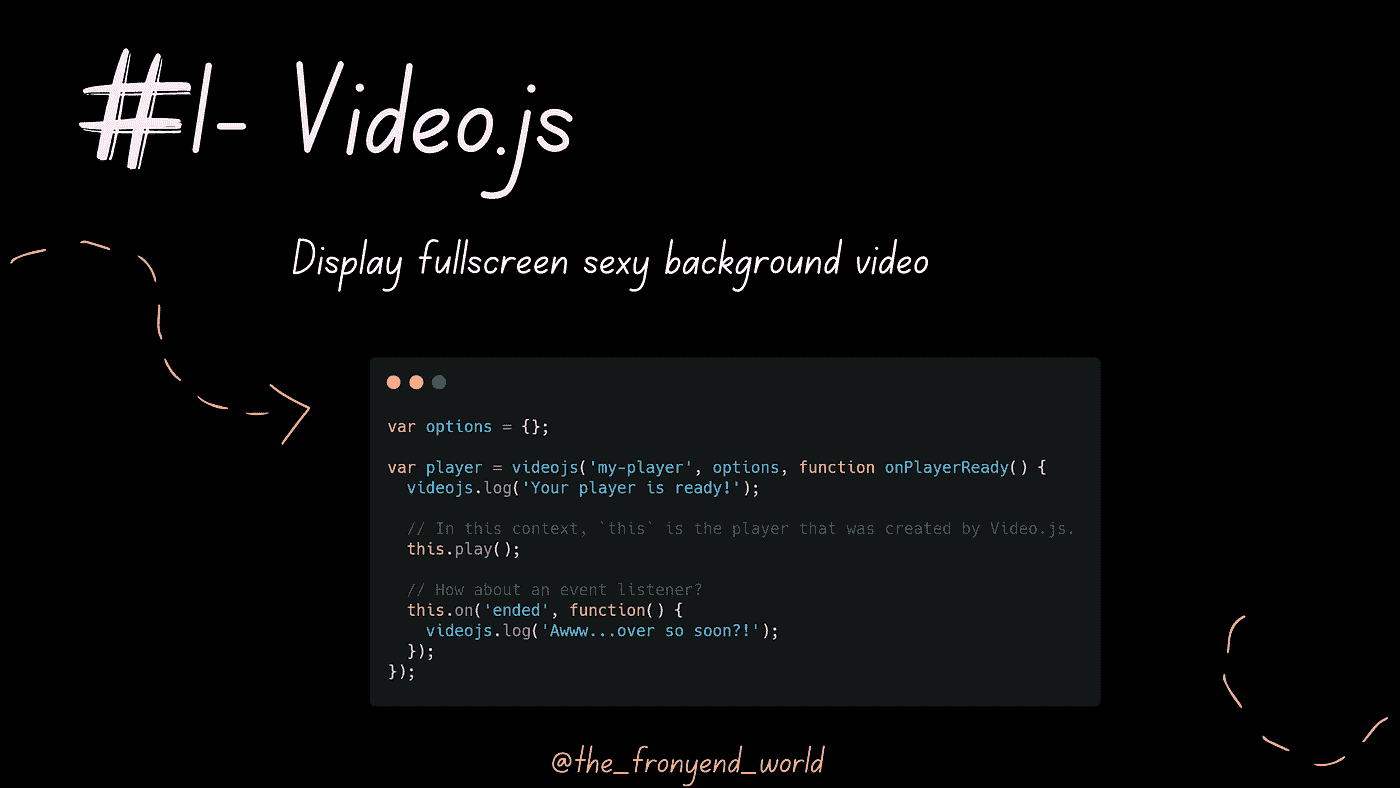 #1- Video.js
Display fullscreen sexy background video
var options = {};
var player = videojs('my-player', options, function onPlayerReady() {
videojs.log('Your player is ready!');
// In this context, `this` is the player that was created by Video.js.
this.play();
// How about an event listener?
this.on('ended', function() {
videojs.log('Awww...over so soon?!');
});
});
@the_fronyend_world